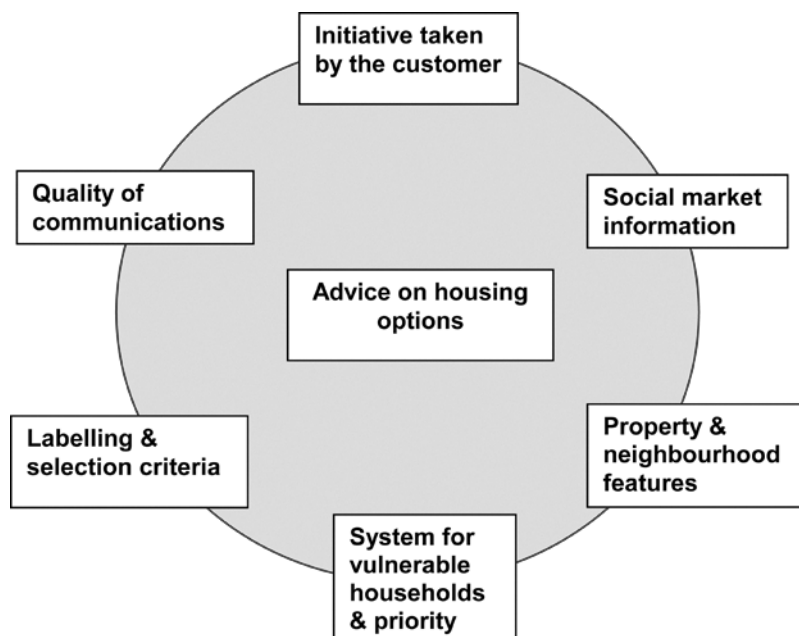 Initiative taken
by the customer
Quality of
communications
Social market
information
Advice on housing
options
Labelling &
selection criteria
Property &
neighbourhood
features
System for
vulnerable
households
& priority